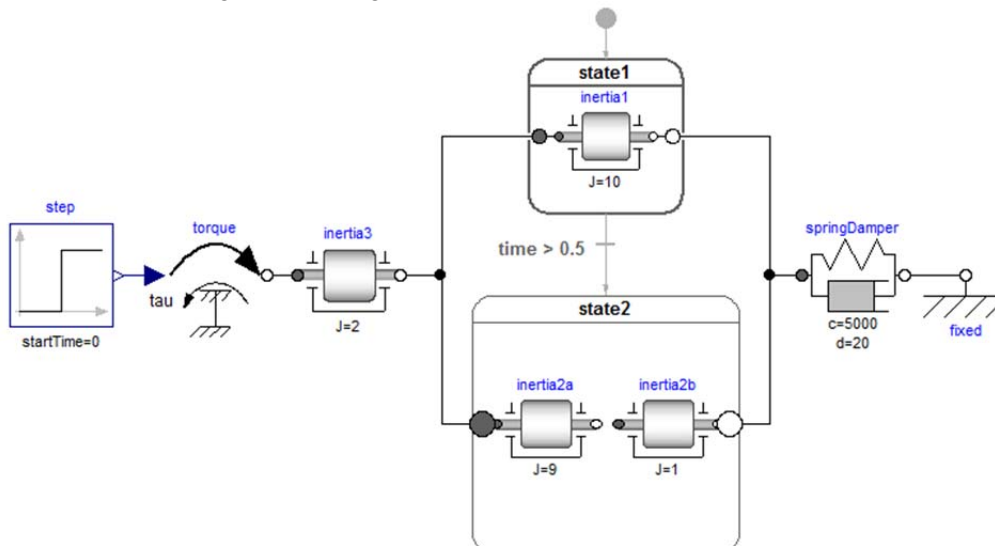 state1
inertia1
J=10
step
torque
inertia3
time > 0.5
springDamper
tau
state2
startTime=0
J=2
c=5000
d=20
fixed
inertia2a
inertia2b
J=9
J=1